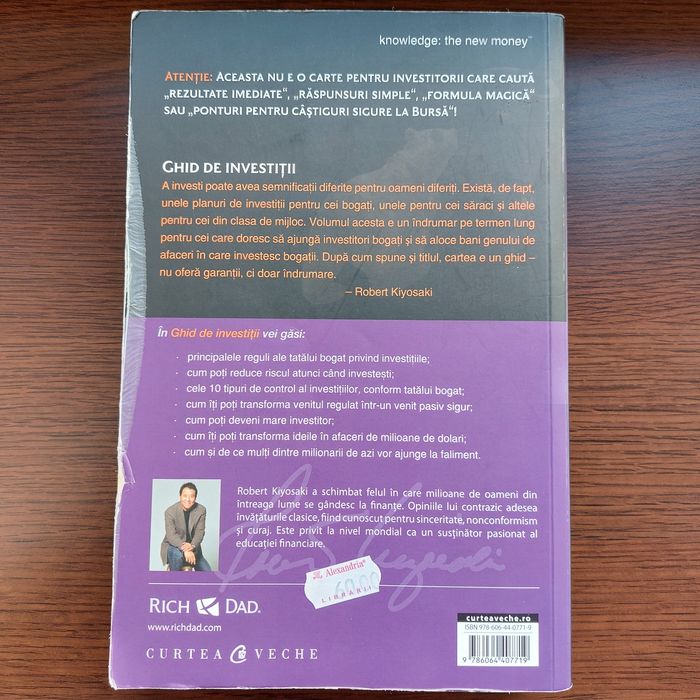 knowledge: the new money™
ATENȚIE: ACEASTA NU E O CARTE PENTRU INVESTITORII CARE CAUTĂ
„REZULTATE IMEDIATE“, „RĂSPUNSURI SIMPLE“, „FORMULA MAGICĂ“
SAU „PONTURI PENTRU CÂȘTIGURI SIGURE LA BURSĂ“!
GHID DE INVESTIȚII
A investi poate avea semnificații diferite pentru oameni diferiți. Există, de fapt,
unele planuri de investiții pentru cei bogați, unele pentru cei săraci și altele
pentru cei din clasa de mijloc. Volumul acesta e un îndrumar pe termen lung
pentru cei care doresc să ajungă investitori bogați și să aloce bani genului de
afaceri în care investesc bogații. După cum spune și titlul, cartea e un ghid –
nu oferă garanții, ci doar îndrumare.
– Robert Kiyosaki
În Ghid de investiții vei găsi:
· principalele reguli ale tatălui bogat privind investițiile;
· cum poți reduce riscul atunci când investești;
· cele 10 tipuri de control al investițiilor, conform tatălui bogat;
· cum îți poți transforma venitul regulat într-un venit pasiv sigur;
· cum poți deveni mare investitor;
· cum îți poți transforma ideile în afaceri de milioane de dolari;
· cum și de ce mulți dintre milionarii de azi vor ajunge la faliment.
Robert Kiyosaki a schimbat felul în care milioane de oameni din
întreaga lume se gândesc la finanțe. Opiniile lui contrazic adesea
învățăturile clasice, fiind cunoscut pentru sinceritate, nonconformism
și curaj. Este privit la nivel mondial ca un susținător pasionat al
educației financiare.
Alexandria®
60.00
LIBRĂRII
RICH DAD®
www.richdad.com
CURTEA VECHE
curteaveche.ro
ISBN 978-606-44-0771-9
9 786064 407719